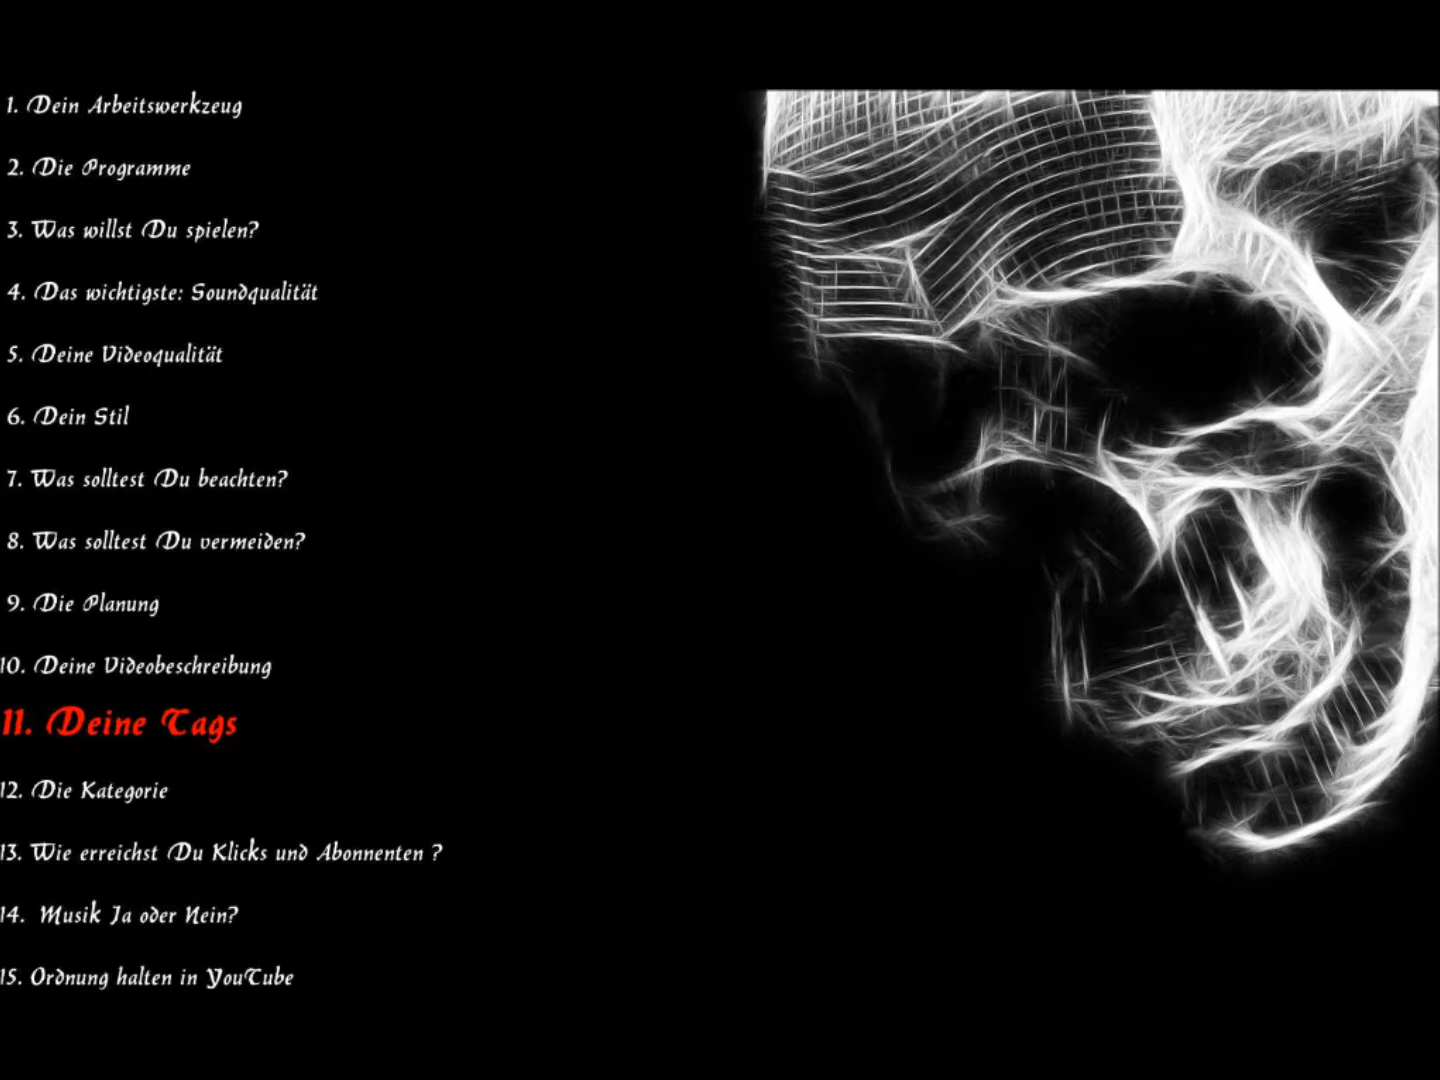 1. Dein Arbeitswerkzeug
2. Die Programme
3. Was willst Du spielen?
4. Das wichtigste: Soundqualität
5. Deine Videoqualität
6. Dein Stil
7. Was solltest Du beachten?
8. Was solltest Du vermeiden?
9. Die Planung
10. Deine Videobeschreibung
11. Deine Tags
12. Die Kategorie
13. Wie erreichst Du Klicks und Abonnenten ?
14. Musik Ja oder Nein?
15. Ordnung halten in YouTube